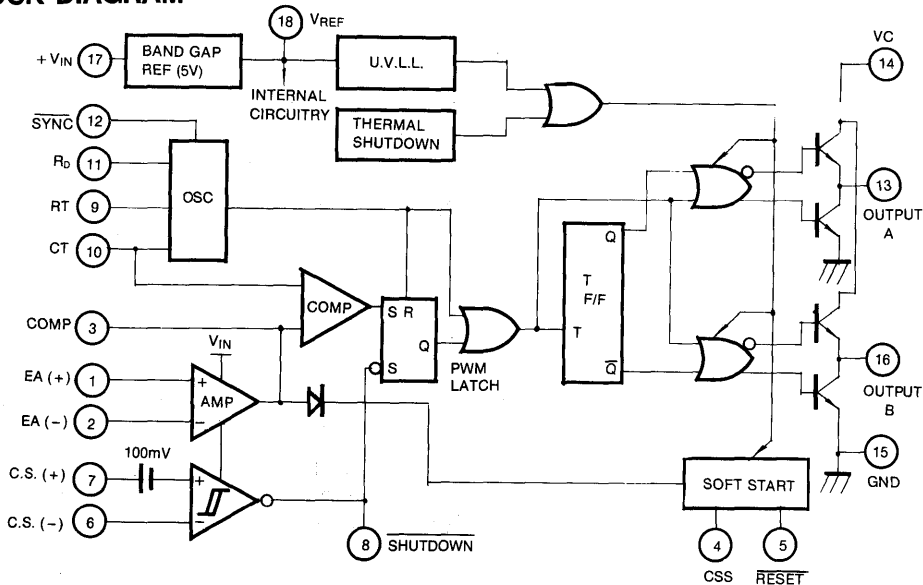 18
VREF
+ VIN
17
BAND GAP
REF (5V)
U.V.L.L.
VC
14
INTERNAL
CIRCUITRY
THERMAL
SHUTDOWN
SYNC
12
RD
11
OSC
RT
9
CT
10
13
OUTPUT
A
Q
T
F/F
T
Q
COMP
S R
Q
S
PWM
LATCH
COMP
3
VIN
EA (+)
1
+
AMP
EA (−)
2
−
16
OUTPUT
B
100mV
C.S. (+)
7
+
C.S. (−)
6
−
15
GND
SOFT START
8
SHUTDOWN
4
5
CSS
RESET